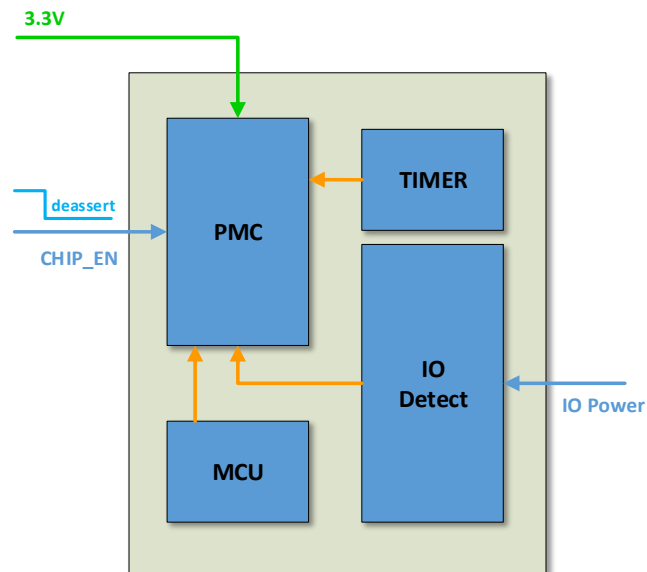 3.3V
TIMER
deassert
PMC
CHIP_EN
IO
Detect
IO Power
MCU